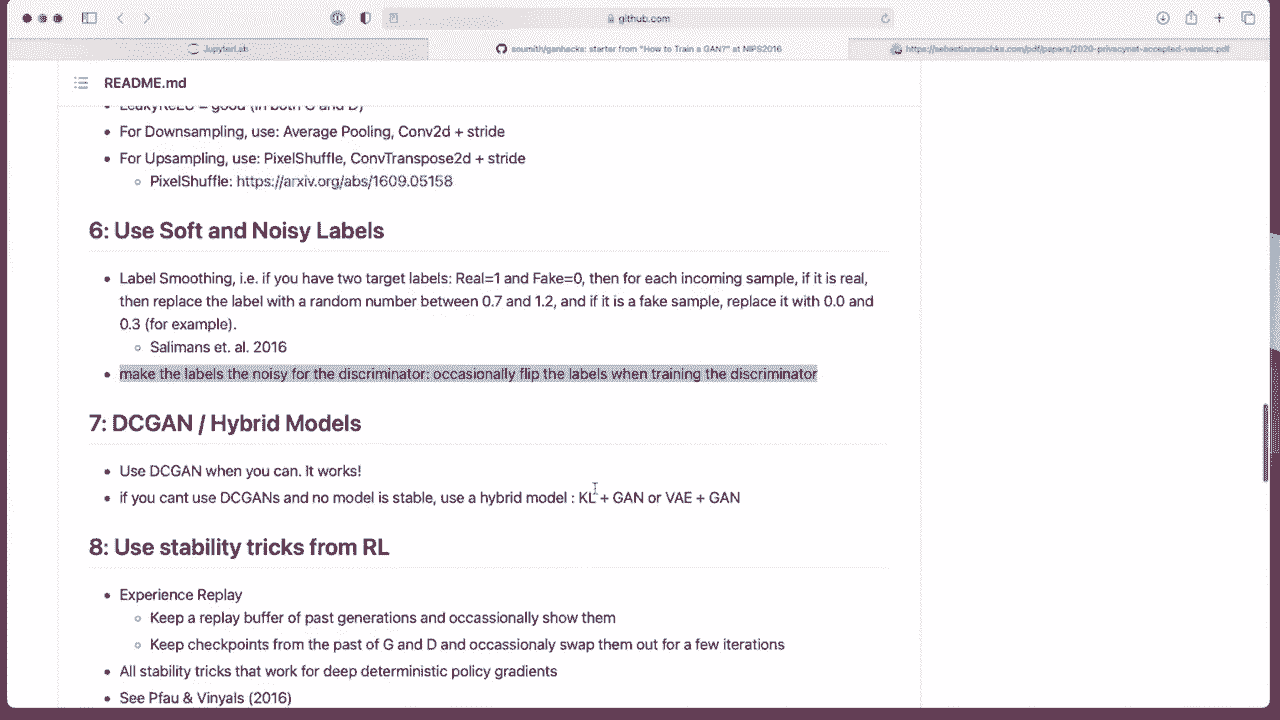 github.com
JupyterLab
soumith/ganhacks: starter from "How to Train a GAN?" at NIPS2016
https://sebastianraschka.com/pdf/papers/2020-privacynet-accepted-version.pdf
README.md
LeakyReLU = good (in both G and D)
For Downsampling, use: Average Pooling, Conv2d + stride
For Upsampling, use: PixelShuffle, ConvTranspose2d + stride
PixelShuffle: https://arxiv.org/abs/1609.05158
6: Use Soft and Noisy Labels
Label Smoothing, i.e. if you have two target labels: Real=1 and Fake=0, then for each incoming sample, if it is real,
then replace the label with a random number between 0.7 and 1.2, and if it is a fake sample, replace it with 0.0 and
0.3 (for example).
Salimans et. al. 2016
make the labels the noisy for the discriminator: occasionally flip the labels when training the discriminator
7: DCGAN / Hybrid Models
Use DCGAN when you can. It works!
if you cant use DCGANs and no model is stable, use a hybrid model : KL + GAN or VAE + GAN
8: Use stability tricks from RL
Experience Replay
Keep a replay buffer of past generations and occassionally show them
Keep checkpoints from the past of G and D and occassionaly swap them out for a few iterations
All stability tricks that work for deep deterministic policy gradients
See Pfau & Vinyals (2016)